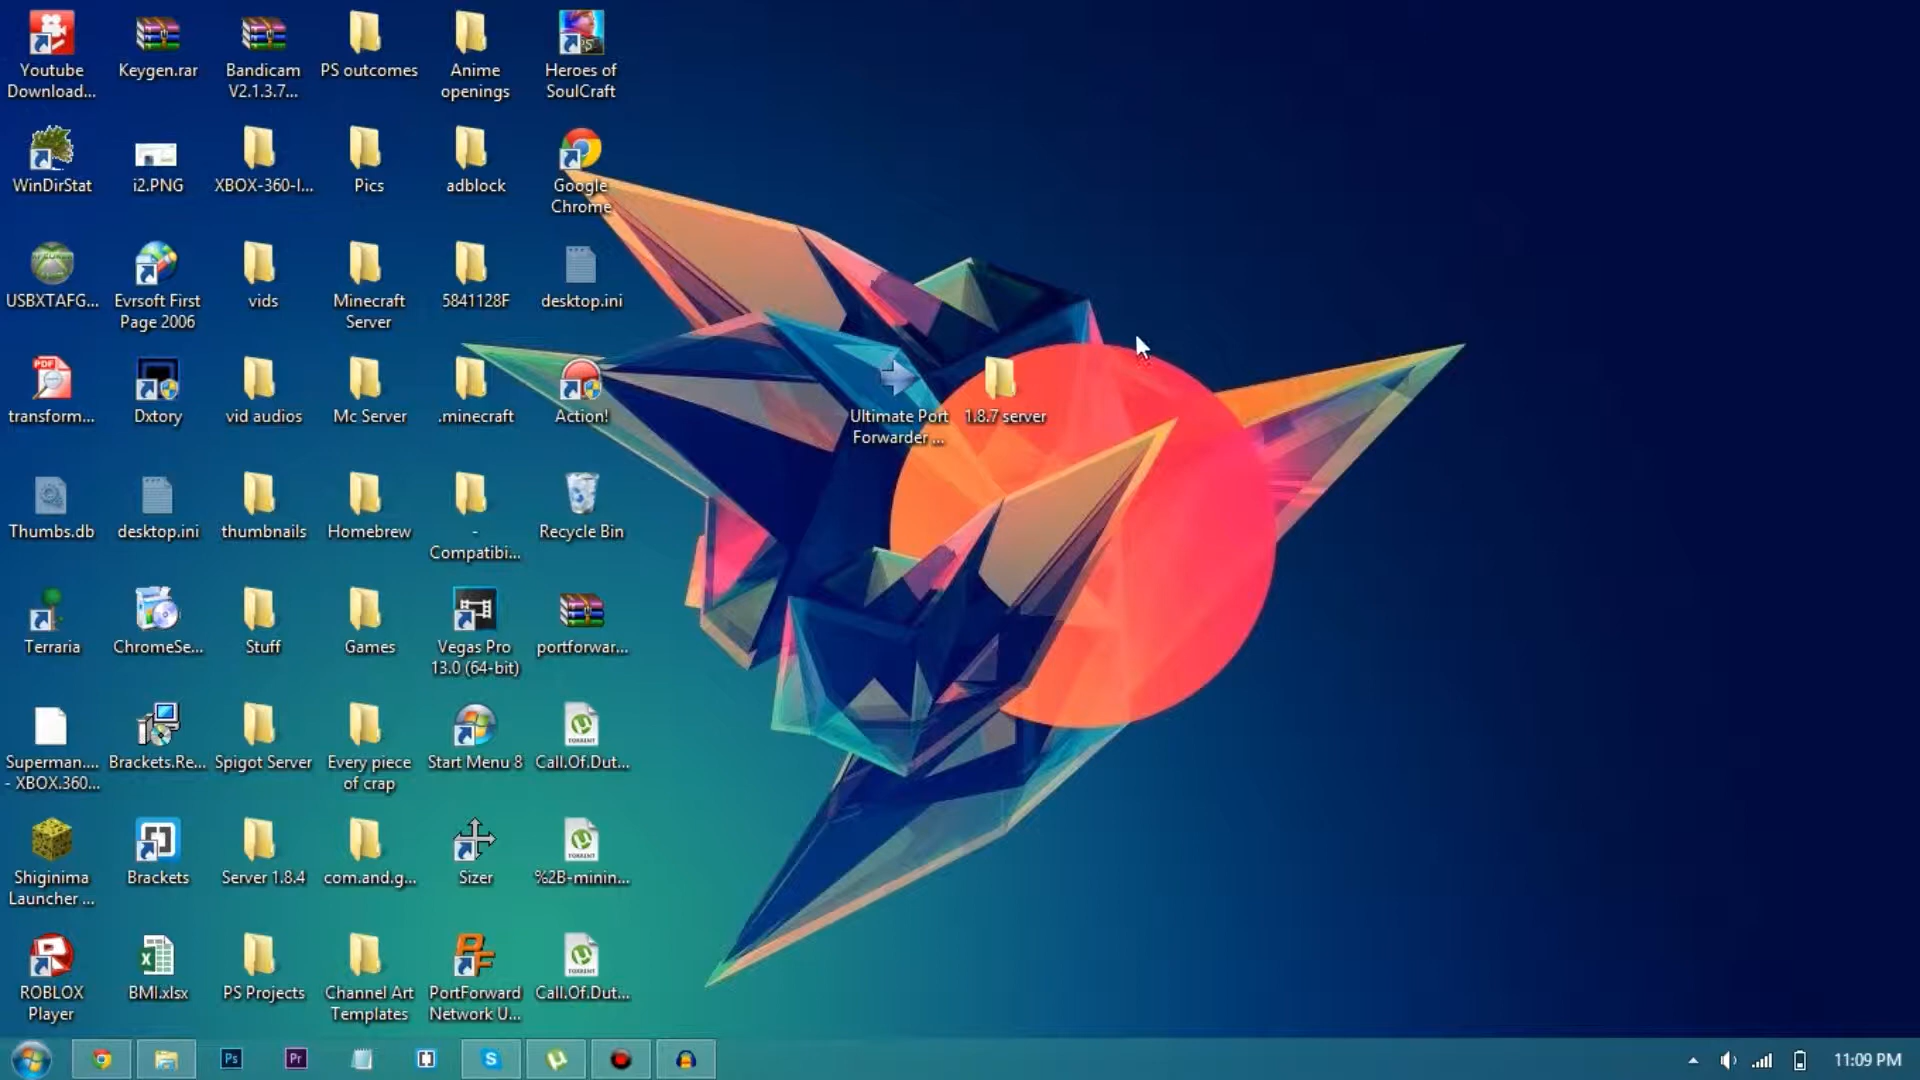 Youtube
Download...
Keygen.rar
Bandicam
V2.1.3.7...
PS outcomes
Anime
openings
Heroes of
SoulCraft
WinDirStat
i2.PNG
XBOX-360-I...
Pics
adblock
Google
Chrome
USBXTAFG...
Evrsoft First
Page 2006
vids
Minecraft
Server
5841128F
desktop.ini
transform...
Dxtory
vid audios
Mc Server
.minecraft
Action!
Ultimate Port
Forwarder ...
1.8.7 server
Thumbs.db
desktop.ini
thumbnails
Homebrew
-
Compatibi...
Recycle Bin
Terraria
ChromeSe...
Stuff
Games
Vegas Pro
13.0 (64-bit)
portforwar...
Superman....
- XBOX.360...
Brackets.Re...
Spigot Server
Every piece
of crap
Start Menu 8
Call.Of.Dut...
Shiginima
Launcher ...
Brackets
Server 1.8.4
com.and.g...
Sizer
%2B-minin...
ROBLOX
Player
BMI.xlsx
PS Projects
Channel Art
Templates
PortForward
Network U...
Call.Of.Dut...
11:09 PM